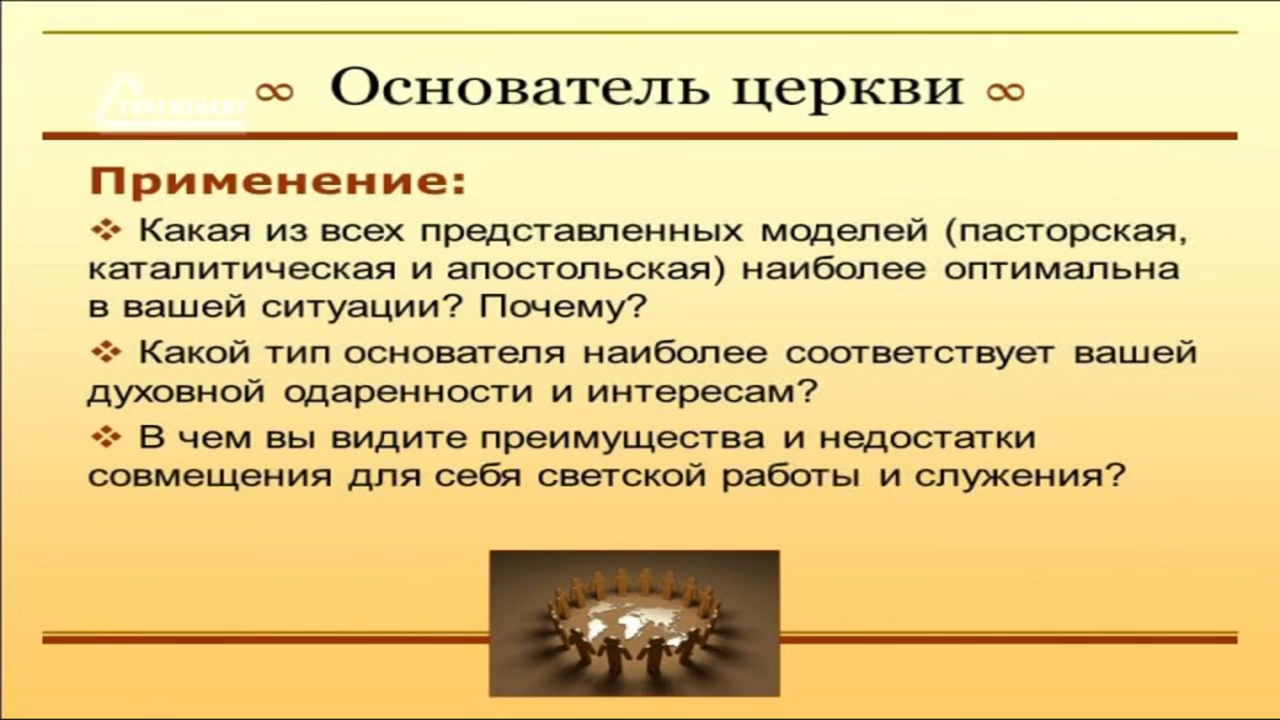 ∞ Основатель церкви ∞
Применение:
❖ Какая из всех представленных моделей (пасторская,
каталитическая и апостольская) наиболее оптимальна
в вашей ситуации? Почему?
❖ Какой тип основателя наиболее соответствует вашей
духовной одаренности и интересам?
❖ В чем вы видите преимущества и недостатки
совмещения для себя светской работы и служения?